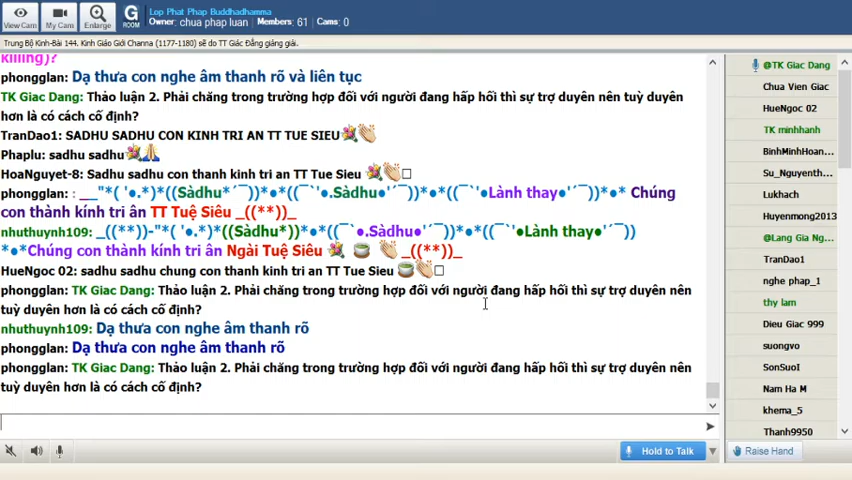 View Cam
My Cam
Enlarge
G
ROOM
Lop Phat Phap Buddhadhamma
Owner: chua phap luan Members: 61 Cams: 0
Trung Bộ Kinh-Bài 144. Kinh Giáo Giới Channa (1177-1180) sẽ do TT Giác Đẳng giảng giải.
killing)?
phongglan: Dạ thưa con nghe âm thanh rõ và liên tục
TK Giac Dang: Thảo luận 2. Phải chăng trong trường hợp đối với người đang hấp hối thì sự trợ duyên nên tuỳ duyên
hơn là có cách cố định?
TranDao1: SADHU SADHU CON KINH TRI AN TT TUE SIEU💐👏
Phaplu: sadhu sadhu💐🙏
HoaNguyet-8: Sadhu sadhu con thanh kinh tri an TT Tue Sieu 💐👏□
phongglan: : __"*( '●.*)*((Sàdhu*´¯))*●*((¯`'●.Sàdhu●'´¯))*●*((¯`'●Lành thay●'´¯))*●* Chúng
con thành kính tri ân TT Tuệ Siêu _((**))_
nhuthuynh109: _((**))-"*( '●.*)*((Sàdhu*))*●*((¯`'●.Sàdhu●'´¯))*●*((¯`'●Lành thay●'´¯))
*●*Chúng con thành kính tri ân Ngài Tuệ Siêu 💐 🍵 👏 _((**))_
HueNgoc 02: sadhu sadhu chung con thanh kinh tri an TT Tue Sieu 🍵👏□
phongglan: TK Giac Dang: Thảo luận 2. Phải chăng trong trường hợp đối với người đang hấp hối thì sự trợ duyên nên
tuỳ duyên hơn là có cách cố định?
nhuthuynh109: Dạ thưa con nghe âm thanh rõ
phongglan: Dạ thưa con nghe âm thanh rõ
phongglan: TK Giac Dang: Thảo luận 2. Phải chăng trong trường hợp đối với người đang hấp hối thì sự trợ duyên nên
tuỳ duyên hơn là có cách cố định?
Hold to Talk
@TK Giac Dang
Chua Vien Giac
HueNgoc 02
TK minhhanh
BinhMinhHoan...
Su_Nguyenth...
Lukhach
Huyenmong2013
@Lang Gia Ng...
TranDao1
nghe phap_1
thy lam
Dieu Giac 999
suongvo
SonSuoI
Nam Ha M
khema_5
Thanh9950
Raise Hand